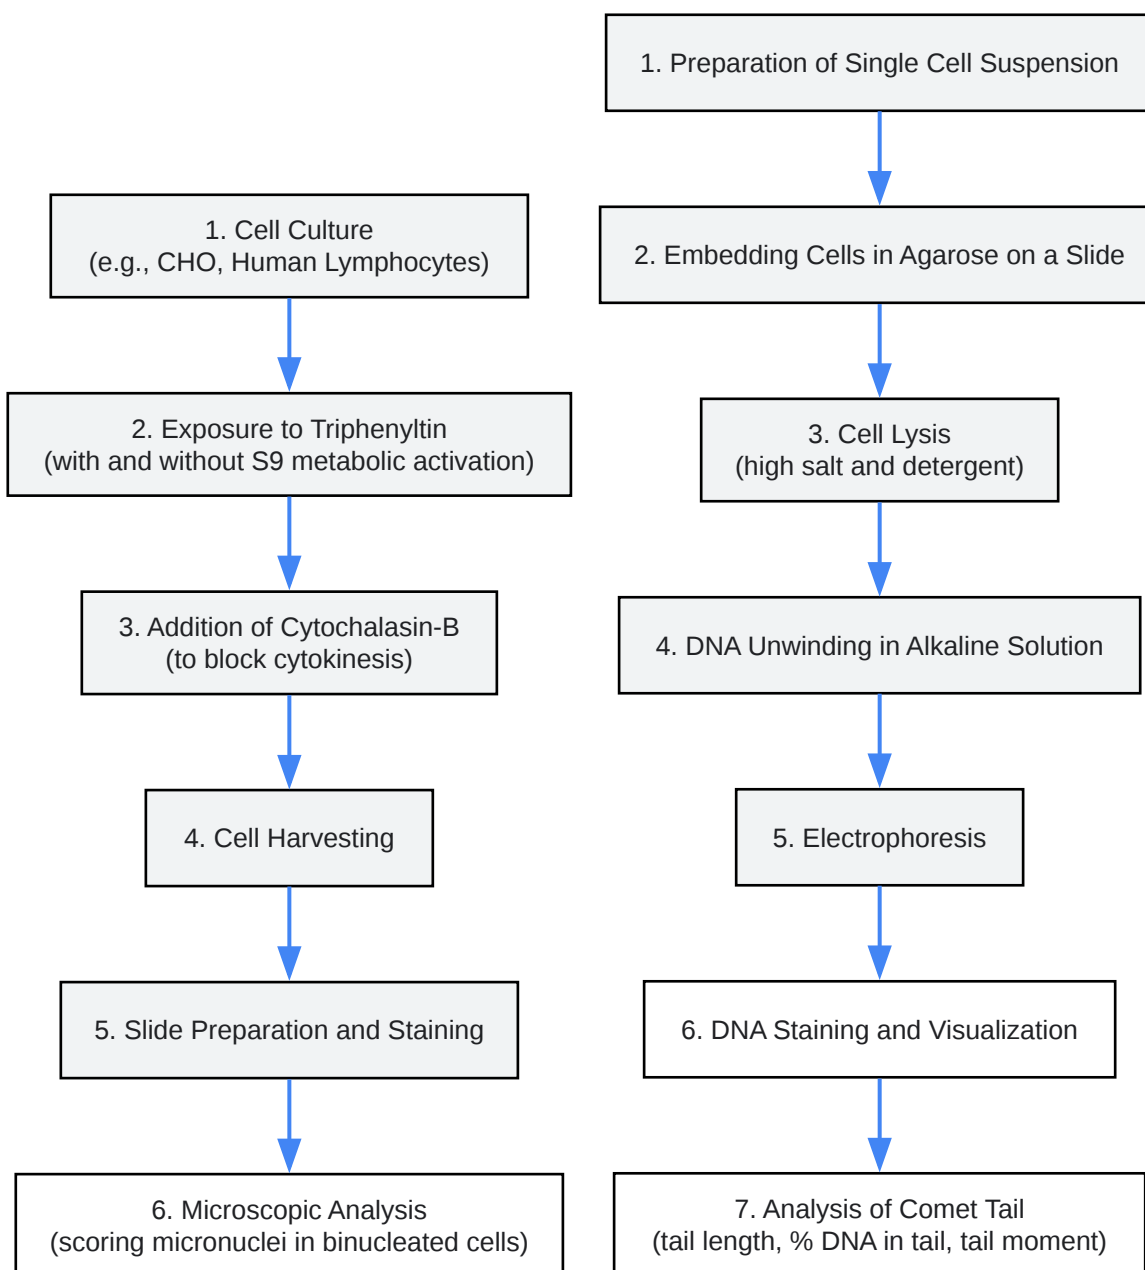 1. Cell Culture
(e.g., CHO, Human Lymphocytes)
2. Exposure to Triphenyltin
(with and without S9 metabolic activation)
3. Addition of Cytochalasin-B
(to block cytokinesis)
4. Cell Harvesting
5. Slide Preparation and Staining
6. Microscopic Analysis
(scoring micronuclei in binucleated cells)
1. Preparation of Single Cell Suspension
2. Embedding Cells in Agarose on a Slide
3. Cell Lysis
(high salt and detergent)
4. DNA Unwinding in Alkaline Solution
5. Electrophoresis
6. DNA Staining and Visualization
7. Analysis of Comet Tail
(tail length, % DNA in tail, tail moment)